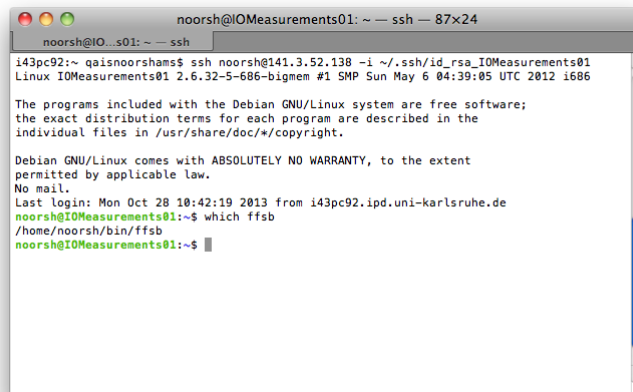 noorsh@IOMeasurements01: ~ — ssh — 87×24
noorsh@IO...s01: ~ — ssh
i43pc92:~ qaisnoorshams$ ssh noorsh@141.3.52.138 -i ~/.ssh/id_rsa_IOMeasurements01
Linux IOMeasurements01 2.6.32-5-686-bigmem #1 SMP Sun May 6 04:39:05 UTC 2012 i686
The programs included with the Debian GNU/Linux system are free software;
the exact distribution terms for each program are described in the
individual files in /usr/share/doc/*/copyright.
Debian GNU/Linux comes with ABSOLUTELY NO WARRANTY, to the extent
permitted by applicable law.
No mail.
Last login: Mon Oct 28 10:42:19 2013 from i43pc92.ipd.uni-karlsruhe.de
noorsh@IOMeasurements01:~$ which ffsb
/home/noorsh/bin/ffsb
noorsh@IOMeasurements01:~$